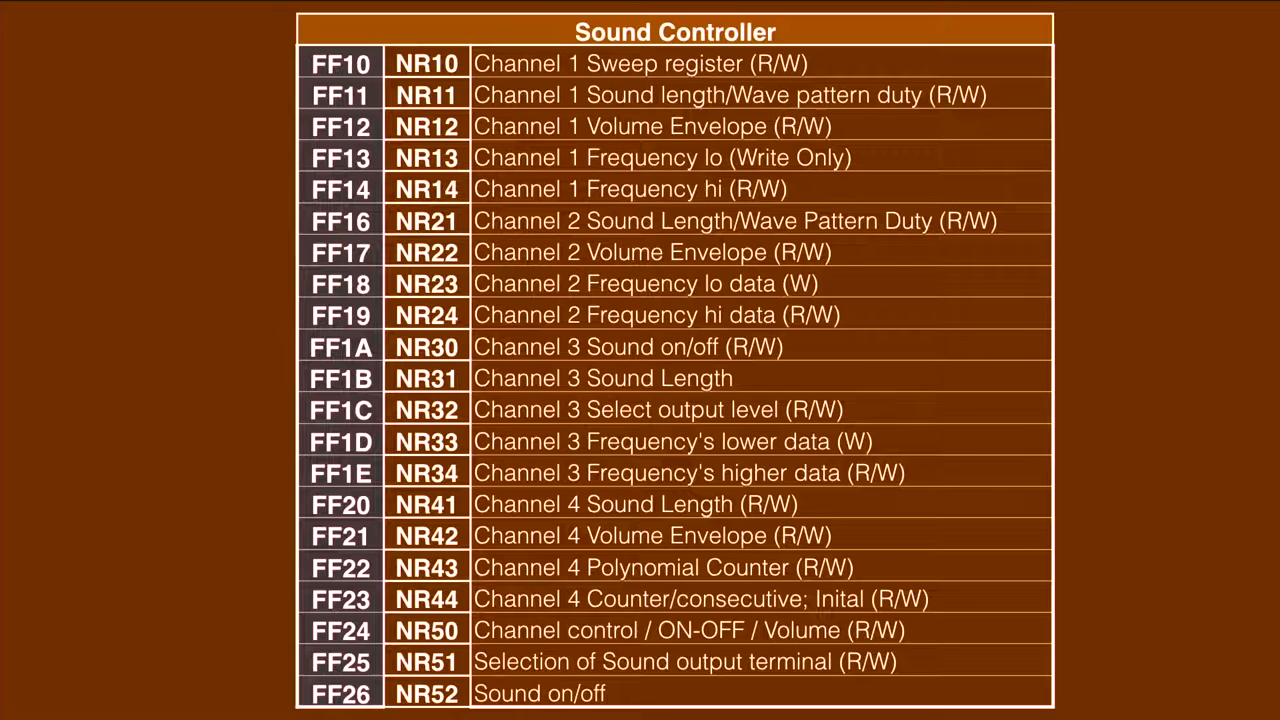 Sound Controller
FF10 NR10 Channel 1 Sweep register (R/W)
FF11 NR11 Channel 1 Sound length/Wave pattern duty (R/W)
FF12 NR12 Channel 1 Volume Envelope (R/W)
FF13 NR13 Channel 1 Frequency lo (Write Only)
FF14 NR14 Channel 1 Frequency hi (R/W)
FF16 NR21 Channel 2 Sound Length/Wave Pattern Duty (R/W)
FF17 NR22 Channel 2 Volume Envelope (R/W)
FF18 NR23 Channel 2 Frequency lo data (W)
FF19 NR24 Channel 2 Frequency hi data (R/W)
FF1A NR30 Channel 3 Sound on/off (R/W)
FF1B NR31 Channel 3 Sound Length
FF1C NR32 Channel 3 Select output level (R/W)
FF1D NR33 Channel 3 Frequency's lower data (W)
FF1E NR34 Channel 3 Frequency's higher data (R/W)
FF20 NR41 Channel 4 Sound Length (R/W)
FF21 NR42 Channel 4 Volume Envelope (R/W)
FF22 NR43 Channel 4 Polynomial Counter (R/W)
FF23 NR44 Channel 4 Counter/consecutive; Inital (R/W)
FF24 NR50 Channel control / ON-OFF / Volume (R/W)
FF25 NR51 Selection of Sound output terminal (R/W)
FF26 NR52 Sound on/off